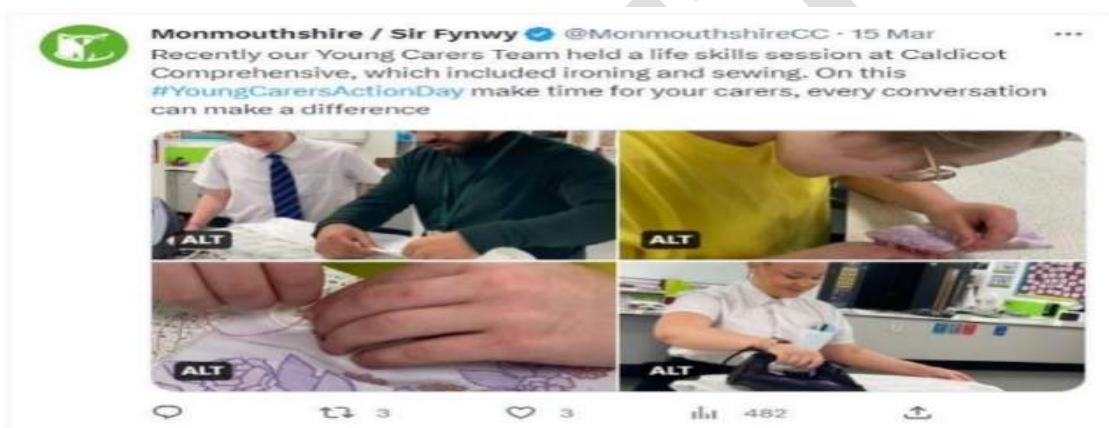 Monmouthshire / Sir Fynwy @MonmouthshireCC · 15 Mar
Recently our Young Carers Team held a life skills session at Caldicot
Comprehensive, which included ironing and sewing. On this
#YoungCarersActionDay make time for your carers, every conversation
can make a difference
ALT
ALT
ALT
ALT
3 3 482